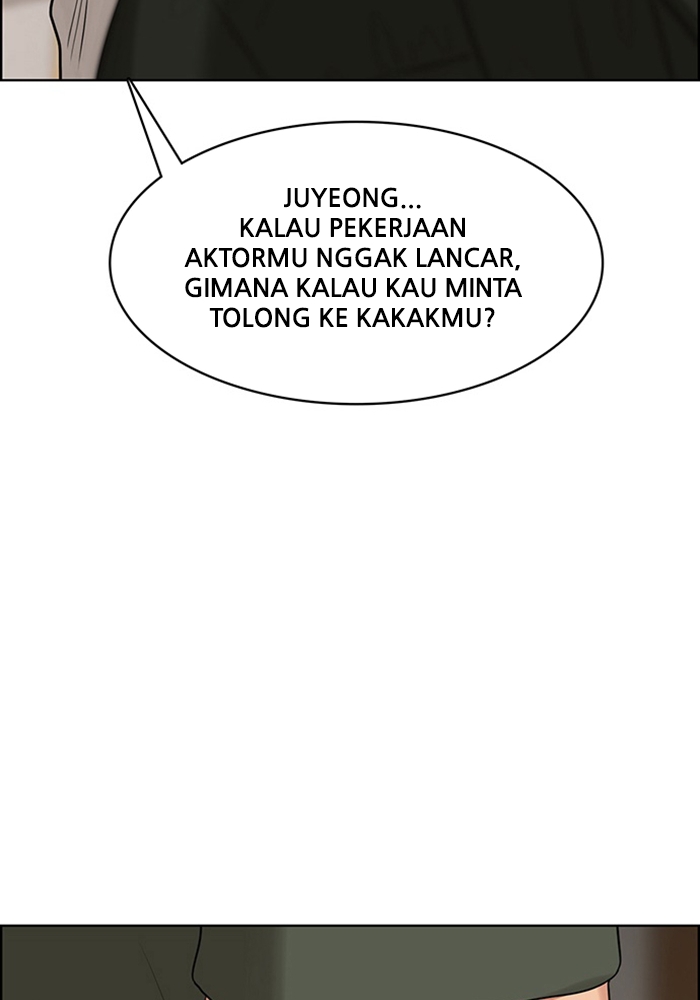 JUYEONG...
KALAU PEKERJAAN
AKTORMU NGGAK LANCAR,
GIMANA KALAU KAU MINTA
TOLONG KE KAKAKMU?